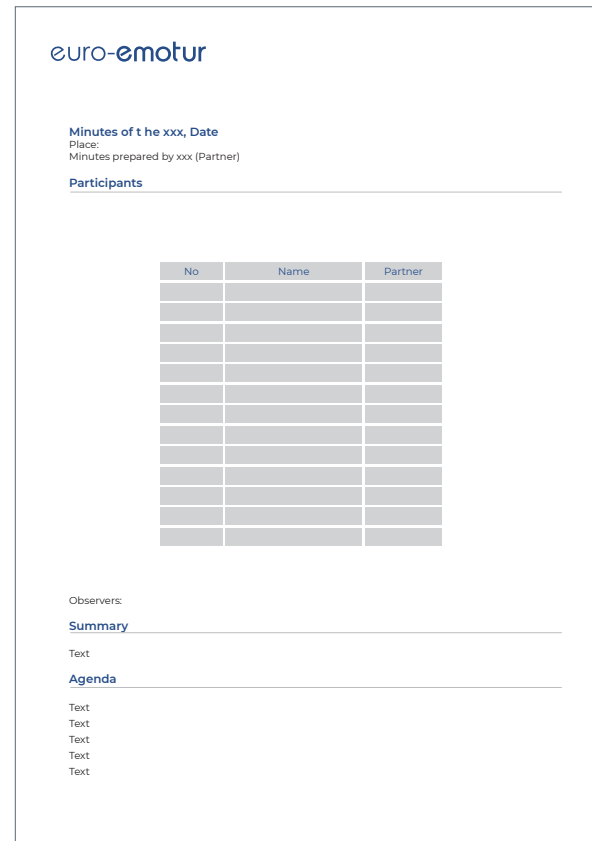 euro-emotur
Minutes of t he xxx, Date
Place:
Minutes prepared by xxx (Partner)
Participants
No Name Partner
Observers:
Summary
Text
Agenda
Text
Text
Text
Text
Text